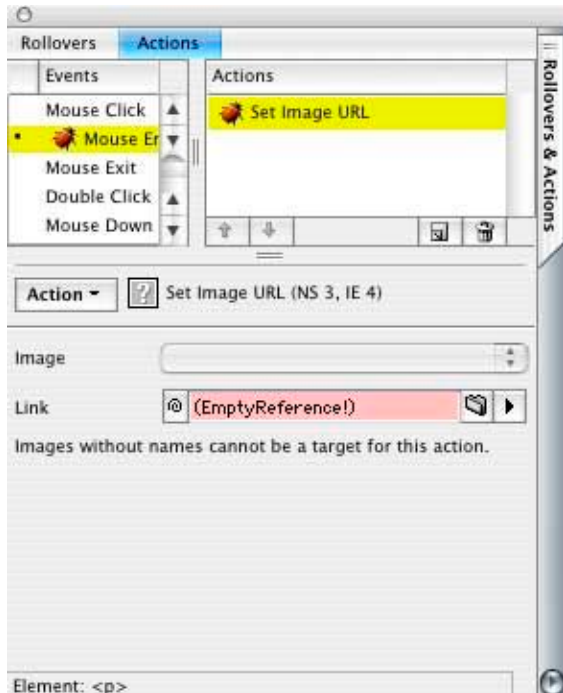 Rollovers Actions
Rollovers & Actions
Events
Mouse Click
Mouse Er
Mouse Exit
Double Click
Mouse Down
Actions
Set Image URL
Action
? Set Image URL (NS 3, IE 4)
Image
Link
(EmptyReference!)
Images without names cannot be a target for this action.
Element: <p>